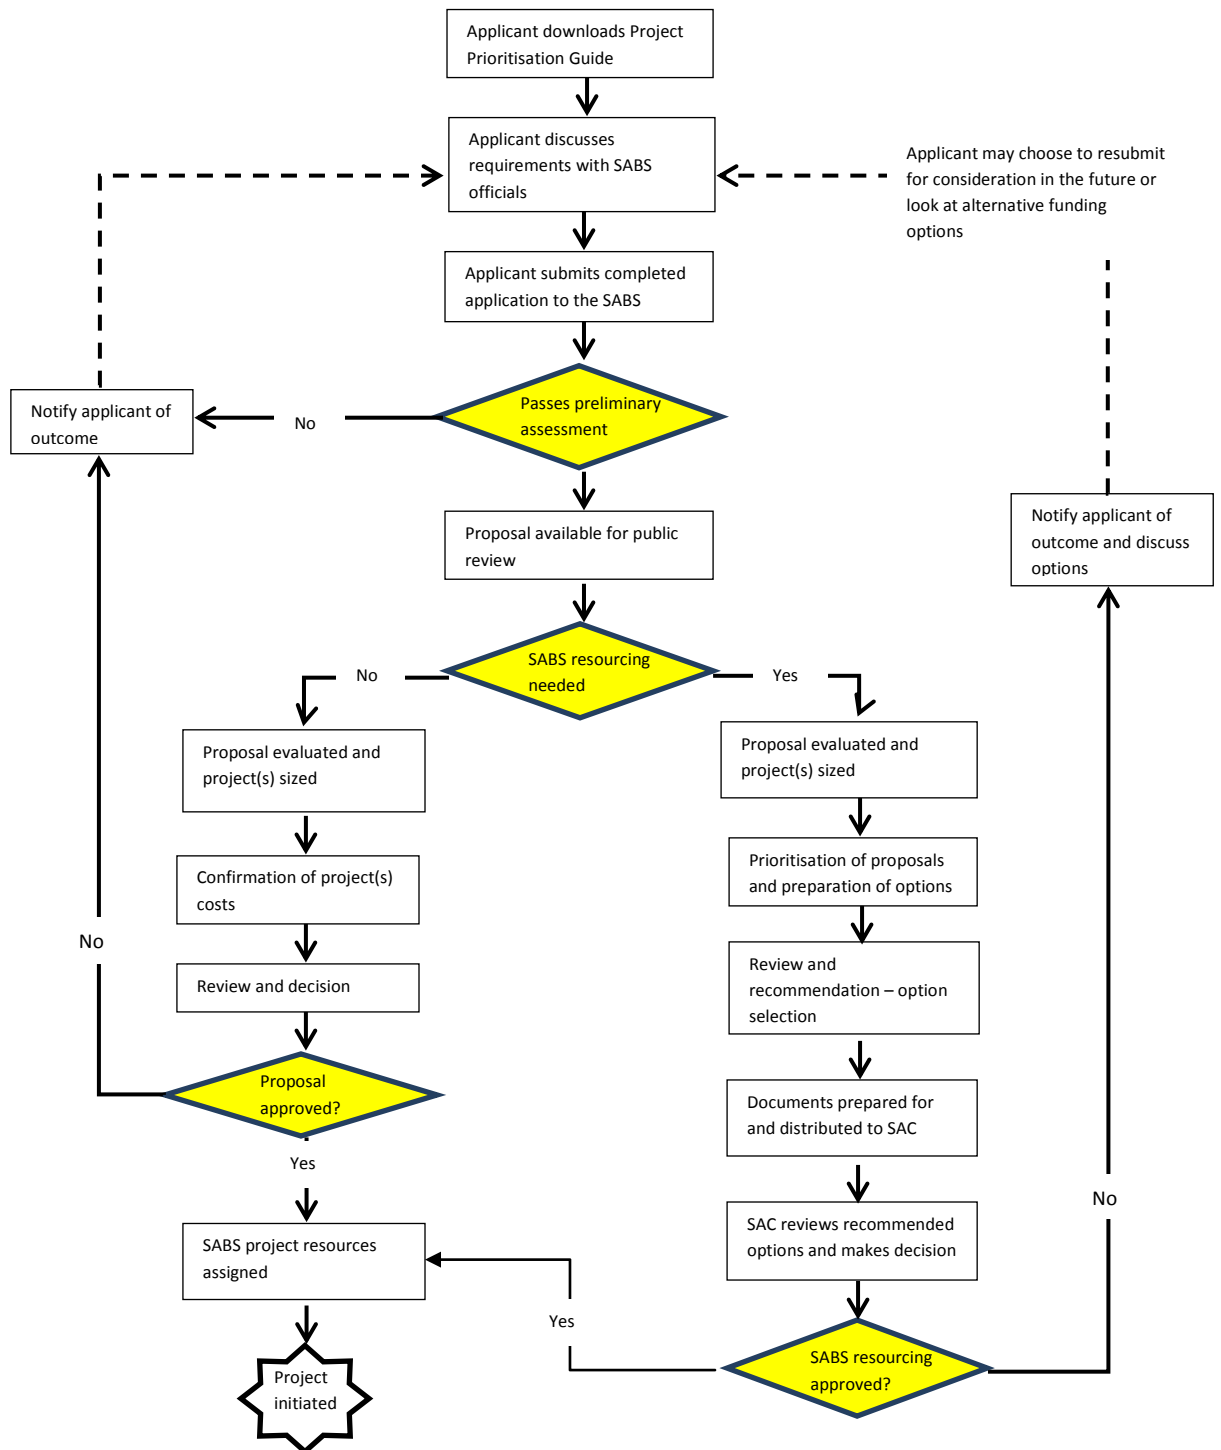 Applicant downloads Project
Prioritisation Guide
Applicant discusses
requirements with SABS
officials
Applicant may choose to resubmit
for consideration in the future or
look at alternative funding
options
Applicant submits completed
application to the SABS
Passes preliminary
assessment
No
Notify applicant of
outcome
Proposal available for public
review
Notify applicant of
outcome and discuss
options
SABS resourcing
needed
No
Yes
Proposal evaluated and
project(s) sized
Proposal evaluated and
project(s) sized
Confirmation of project(s)
costs
Prioritisation of proposals
and preparation of options
No
Review and decision
Review and
recommendation – option
selection
Proposal
approved?
Documents prepared for
and distributed to SAC
Yes
No
SABS project resources
assigned
SAC reviews recommended
options and makes decision
Yes
SABS resourcing
approved?
Project
initiated